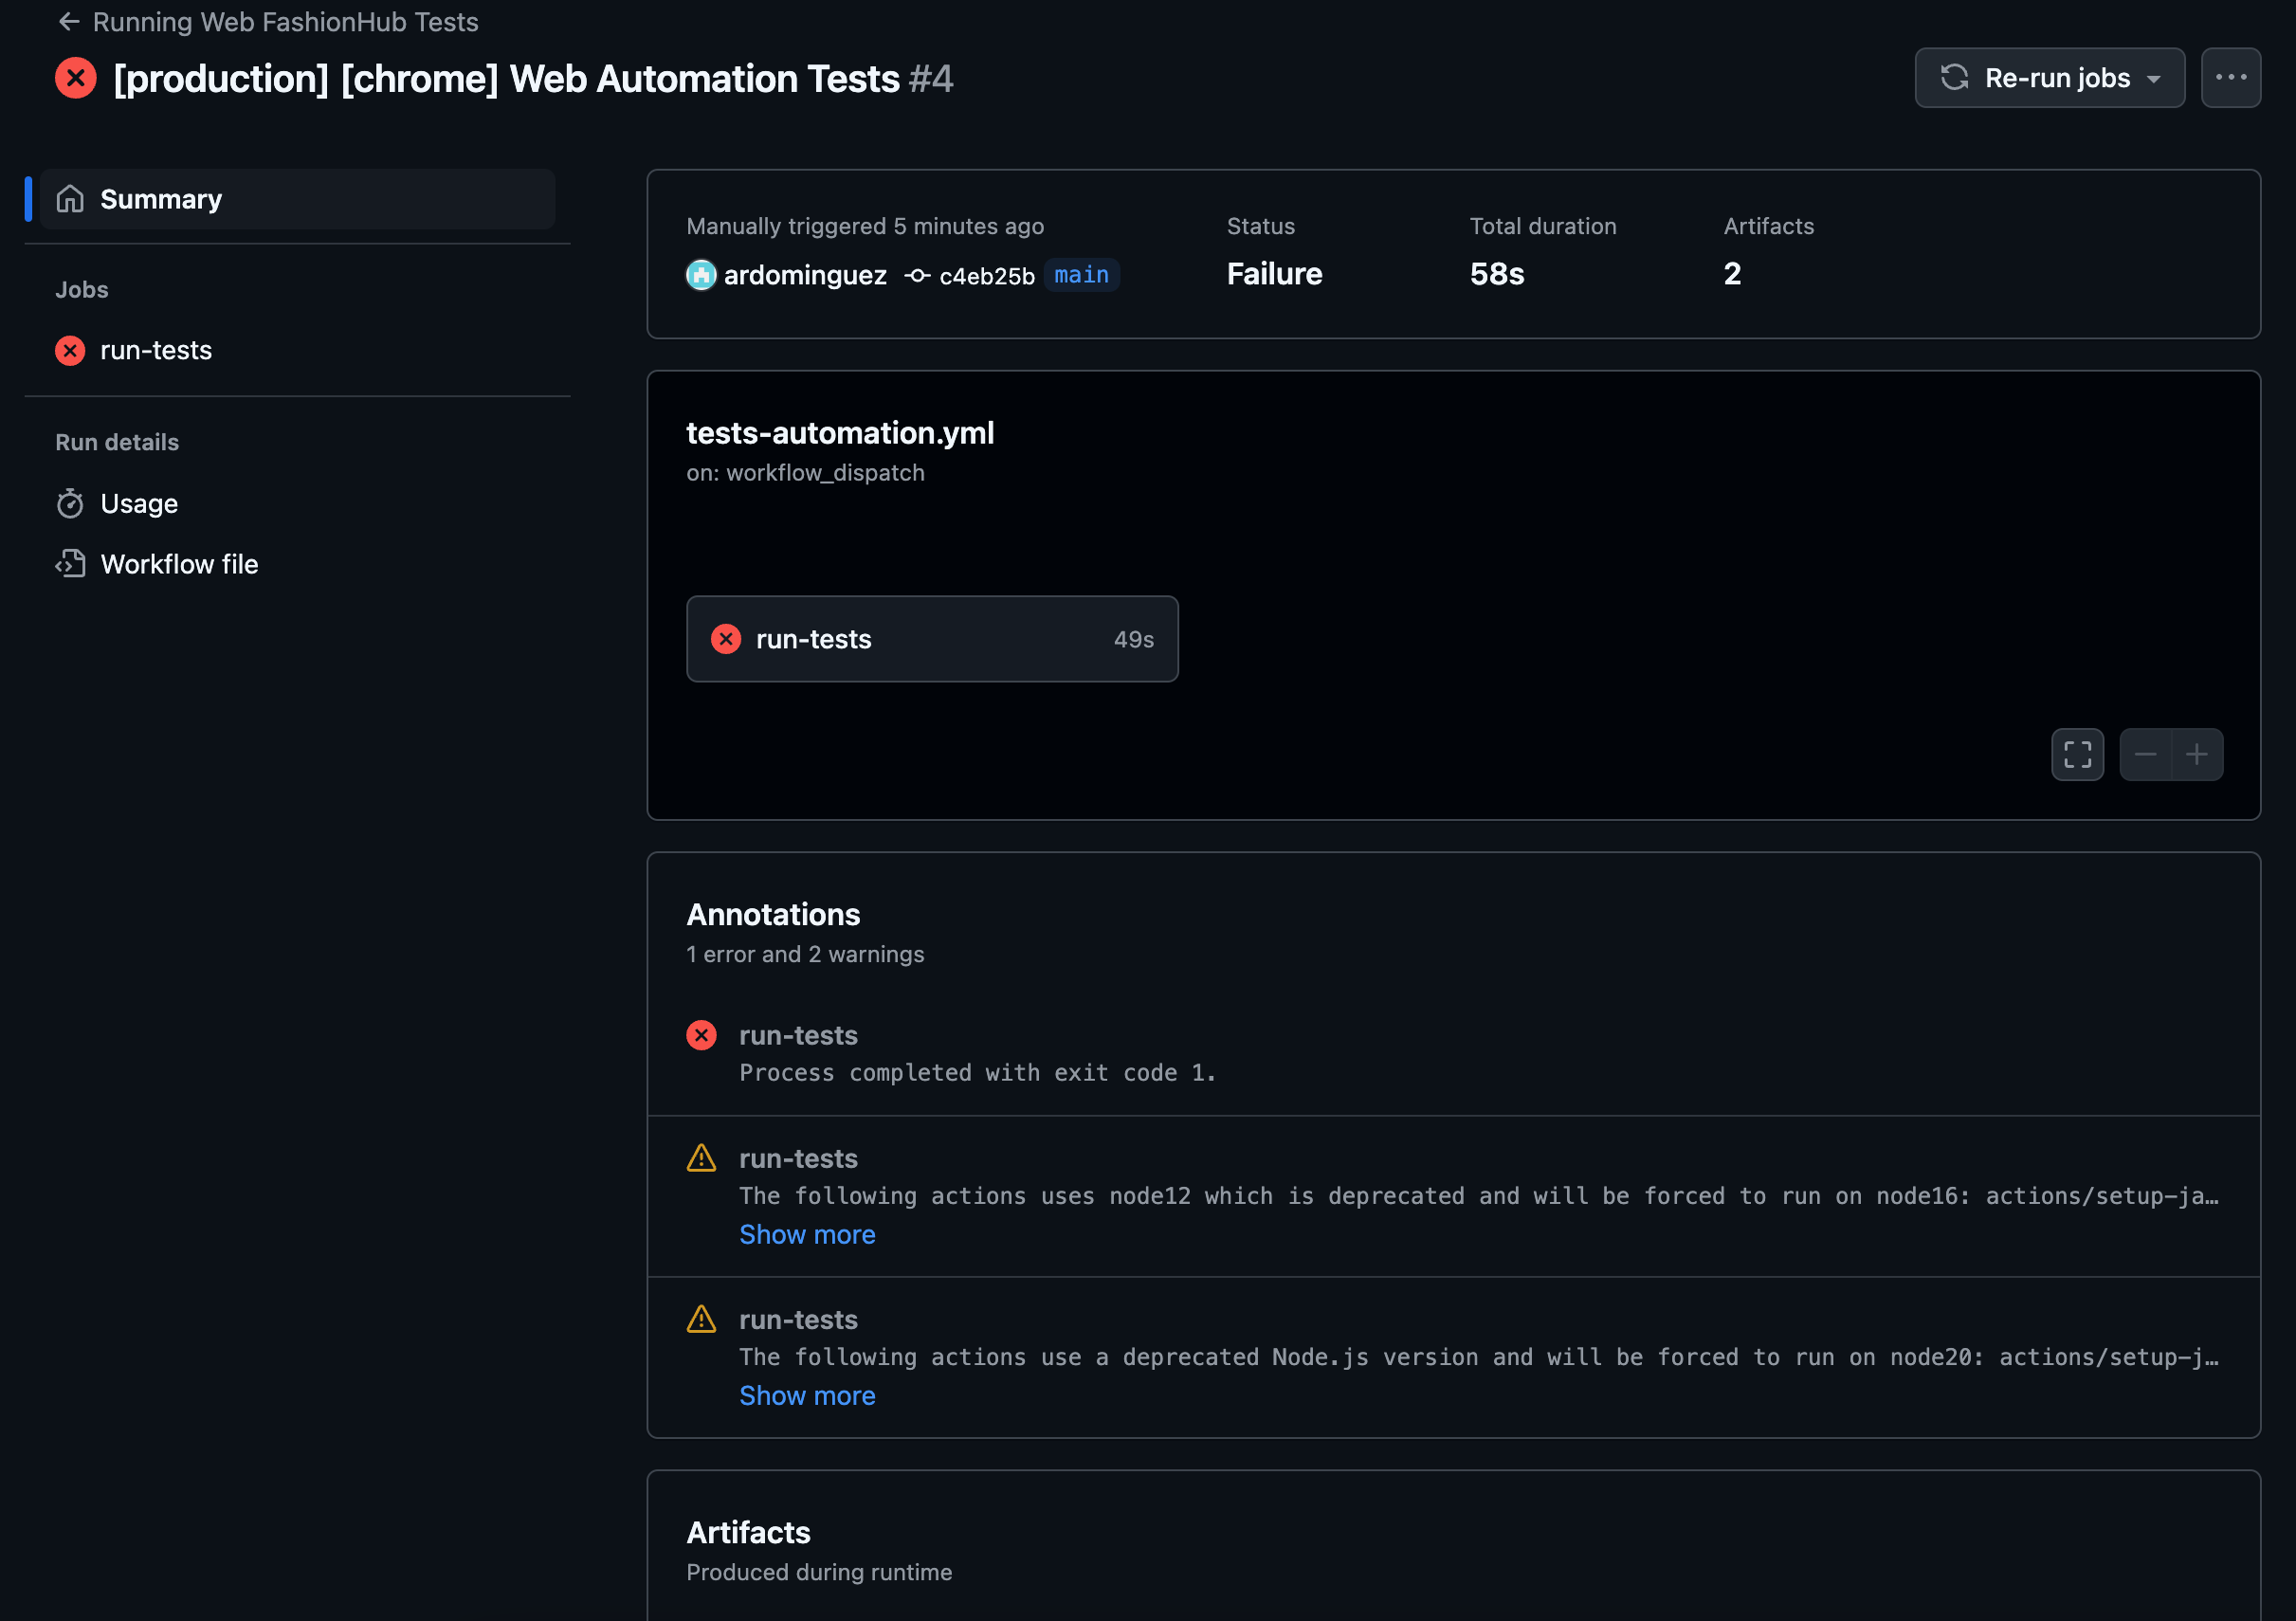 Running Web FashionHub Tests
[production] [chrome] Web Automation Tests #4
Re-run jobs
Summary
Jobs
run-tests
Run details
Usage
Workflow file
Manually triggered 5 minutes ago
ardominguez c4eb25b main
Status
Failure
Total duration
58s
Artifacts
2
tests-automation.yml
on: workflow_dispatch
run-tests 49s
Annotations
1 error and 2 warnings
run-tests
Process completed with exit code 1.
run-tests
The following actions uses node12 which is deprecated and will be forced to run on node16: actions/setup-ja…
Show more
run-tests
The following actions use a deprecated Node.js version and will be forced to run on node20: actions/setup-j…
Show more
Artifacts
Produced during runtime